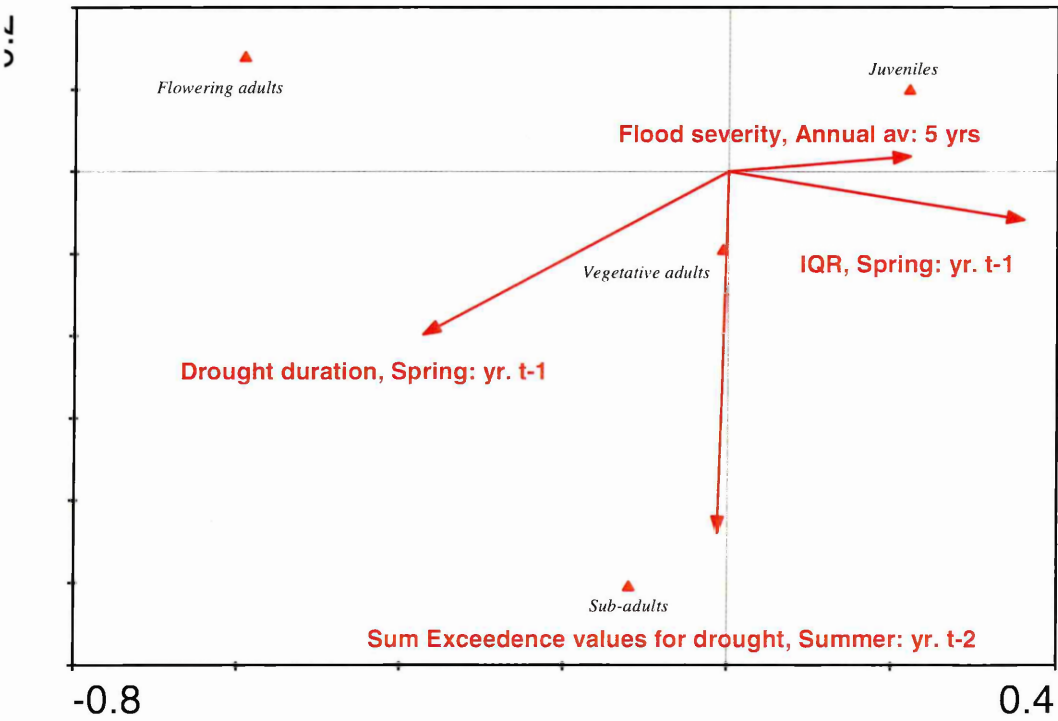 Flowering adults
Juveniles
Flood severity, Annual av: 5 yrs
Vegetative adults
IQR, Spring: yr. t-1
Drought duration, Spring: yr. t-1
Sub-adults
Sum Exceedence values for drought, Summer: yr. t-2
-0.8
0.4